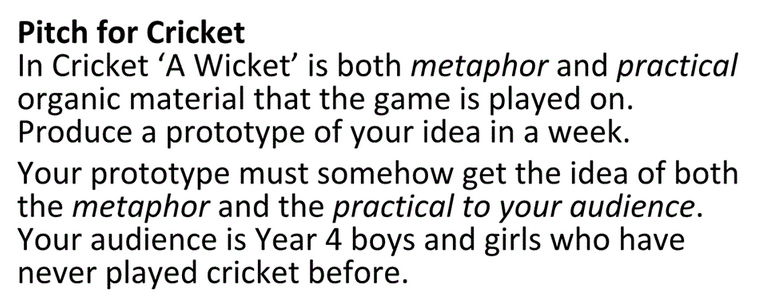 Pitch for Cricket
In Cricket ‘A Wicket’ is both metaphor and practical
organic material that the game is played on.
Produce a prototype of your idea in a week.
Your prototype must somehow get the idea of both
the metaphor and the practical to your audience.
Your audience is Year 4 boys and girls who have
never played cricket before.